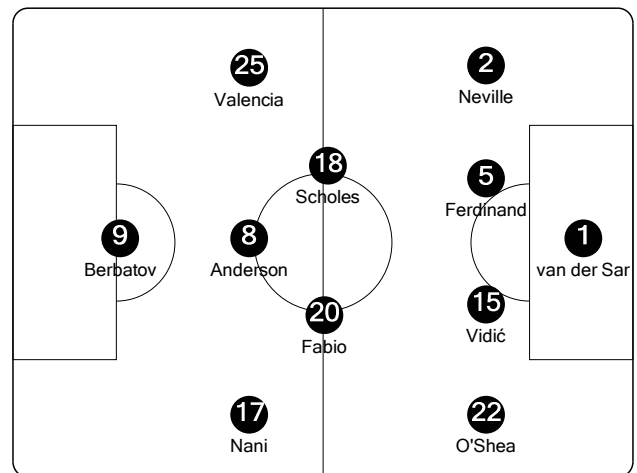 25
Valencia
2
Neville
18
Scholes
5
Ferdinand
9
Berbatov
8
Anderson
1
van der Sar
20
Fabio
15
Vidić
17
Nani
22
O'Shea